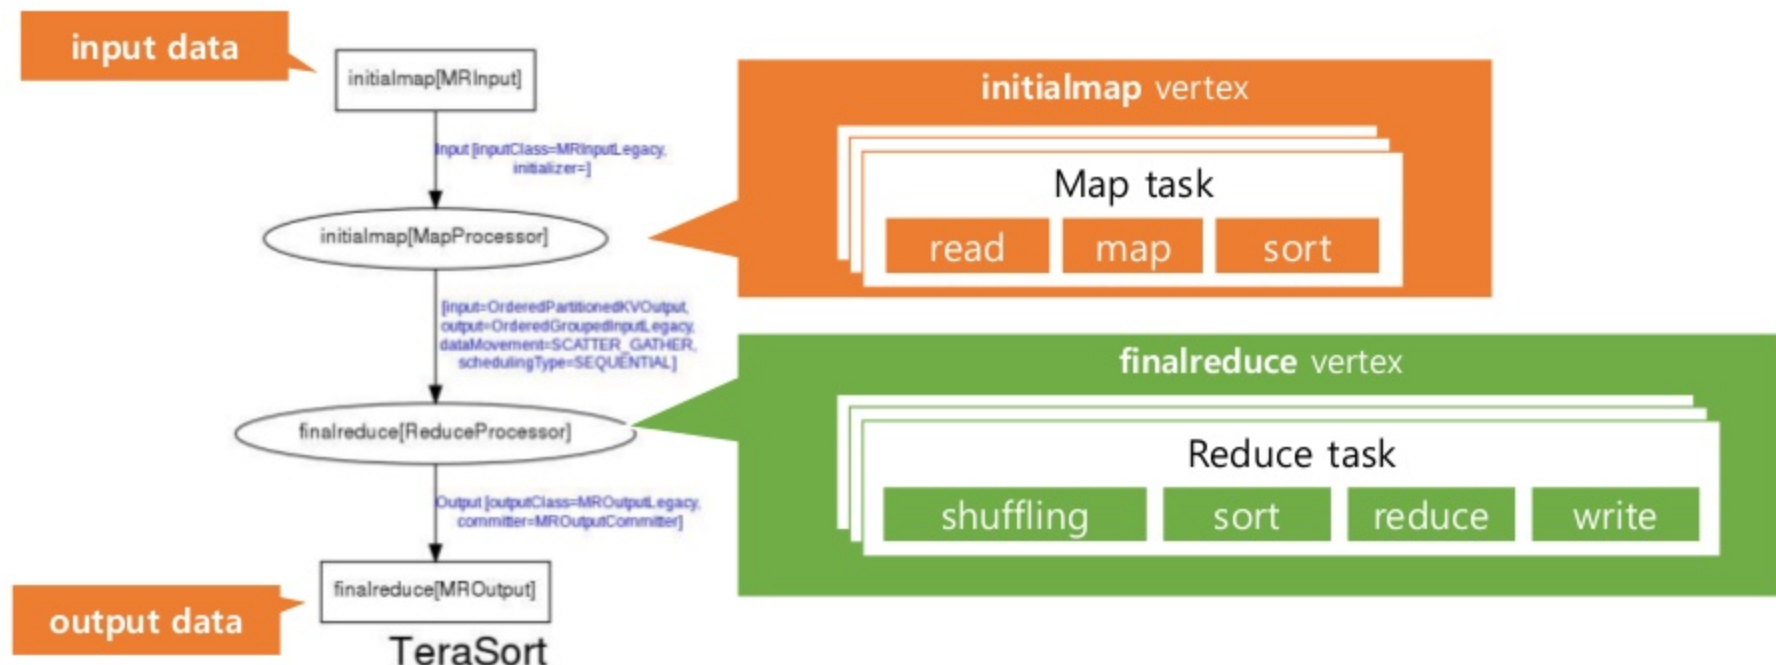 input data
initialmap[MRInput]
Input [inputClass=MRInputLegacy,
initializer=]
initialmap[MapProcessor]
[input=OrderedPartitionedKVOutput,
output=OrderedGroupedInputLegacy,
dataMovement=SCATTER_GATHER,
schedulingType=SEQUENTIAL]
finalreduce[ReduceProcessor]
Output [outputClass=MROutputLegacy,
committer=MROutputCommitter]
finalreduce[MROutput]
output data
TeraSort
initialmap vertex
Map task
read map sort
finalreduce vertex
Reduce task
shuffling sort reduce write